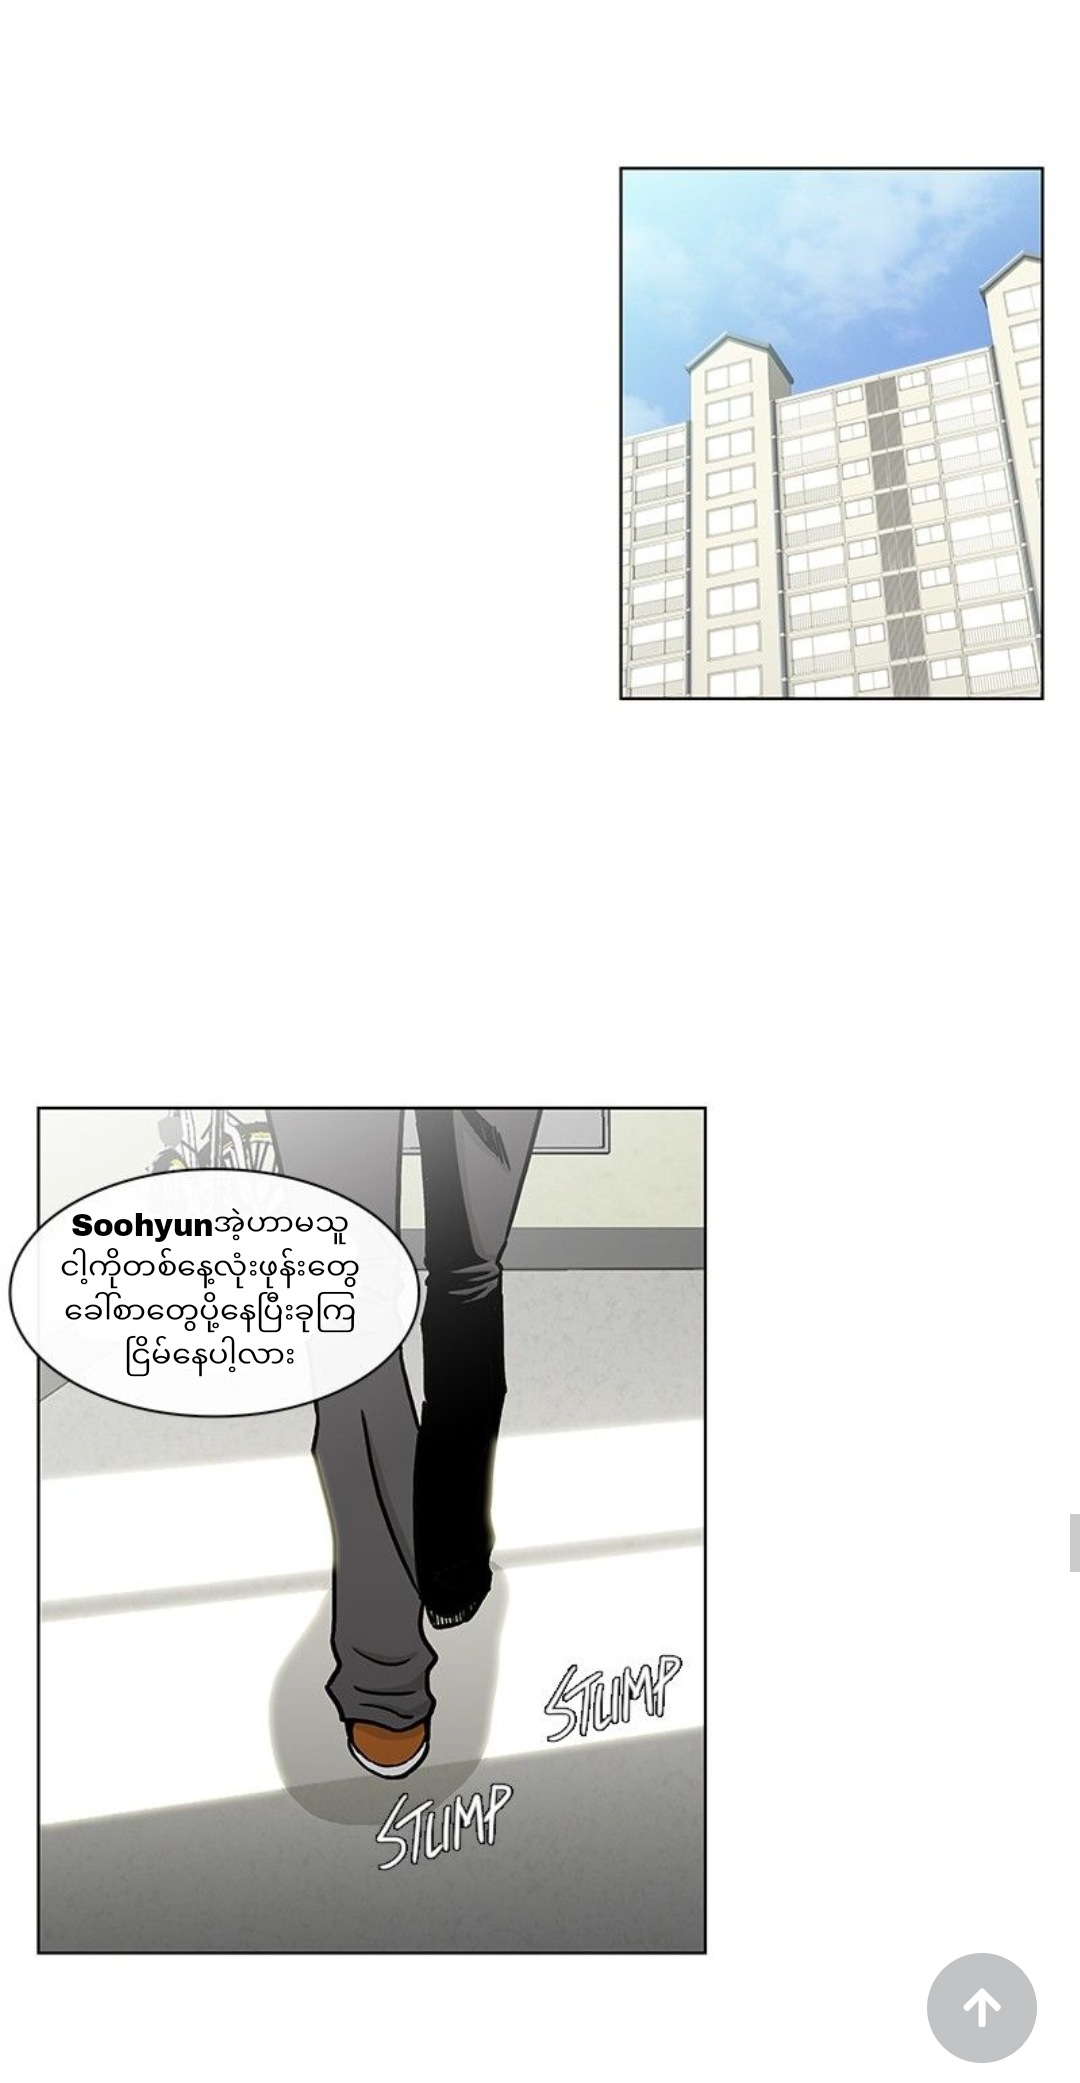 Soohyunအဲ့ဟာမသူ
ငါ့ကိုတစ်နေ့လုံးဖုန်းတွေ
ခေါ်စာတွေပို့နေပြီးခုကြ
ငြိမ်နေပါ့လား
STUMP
STUMP